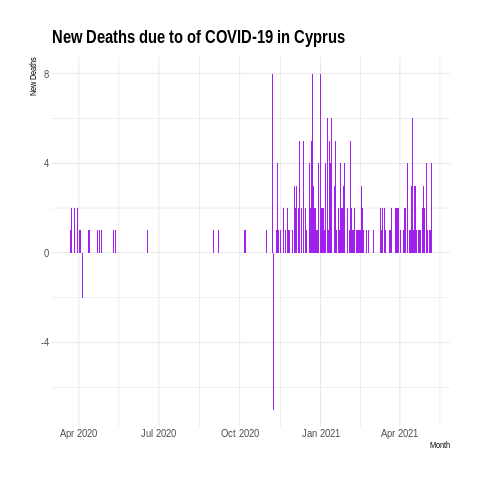 New Deaths due to of COVID-19 in Cyprus
New Deaths
8
4
0
-4
Apr 2020 Jul 2020 Oct 2020 Jan 2021 Apr 2021
Month